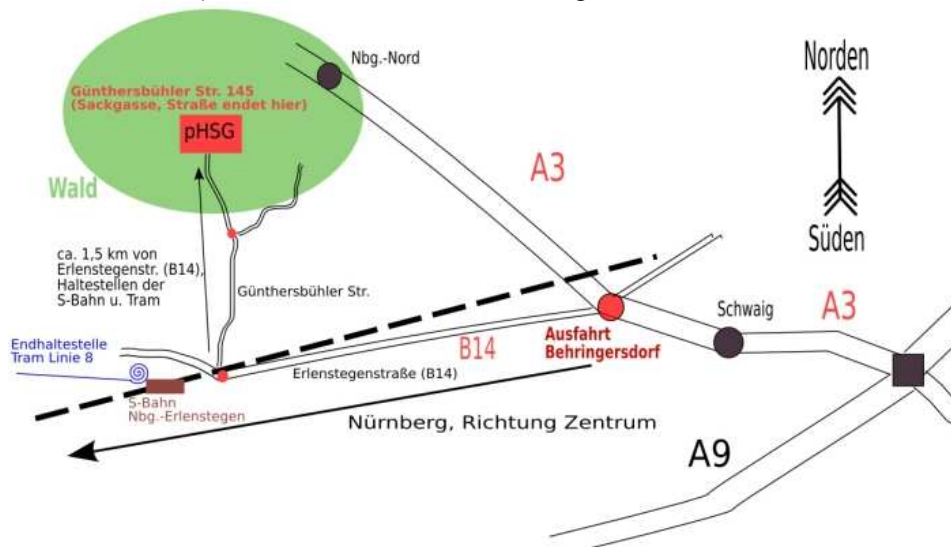 Nbg.-Nord
Norden
Günthersbühler Str. 145
(Sackgasse, Straße endet hier)
pHSG
A3
Wald
Süden
ca. 1,5 km von
Erlenstegenstr. (B14),
Haltestellen der
S-Bahn u. Tram
Günthersbühler Str.
Schwaig
A3
Endhaltestelle
Tram Linie 8
Ausfahrt
Behringersdorf
B14
Erlenstegenstraße (B14)
S-Bahn
Nbg.-Erlenstegen
Nürnberg, Richtung Zentrum
A9